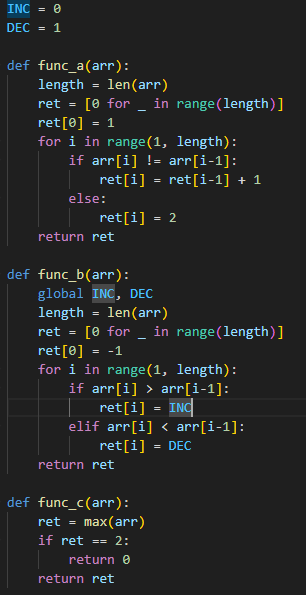 INC = 0
DEC = 1

def func_a(arr):
    length = len(arr)
    ret = [0 for _ in range(length)]
    ret[0] = 1
    for i in range(1, length):
        if arr[i] != arr[i-1]:
            ret[i] = ret[i-1] + 1
        else:
            ret[i] = 2
    return ret

def func_b(arr):
    global INC, DEC
    length = len(arr)
    ret = [0 for _ in range(length)]
    ret[0] = -1
    for i in range(1, length):
        if arr[i] > arr[i-1]:
            ret[i] = INC
        elif arr[i] < arr[i-1]:
            ret[i] = DEC
    return ret

def func_c(arr):
    ret = max(arr)
    if ret == 2:
        return 0
    return ret